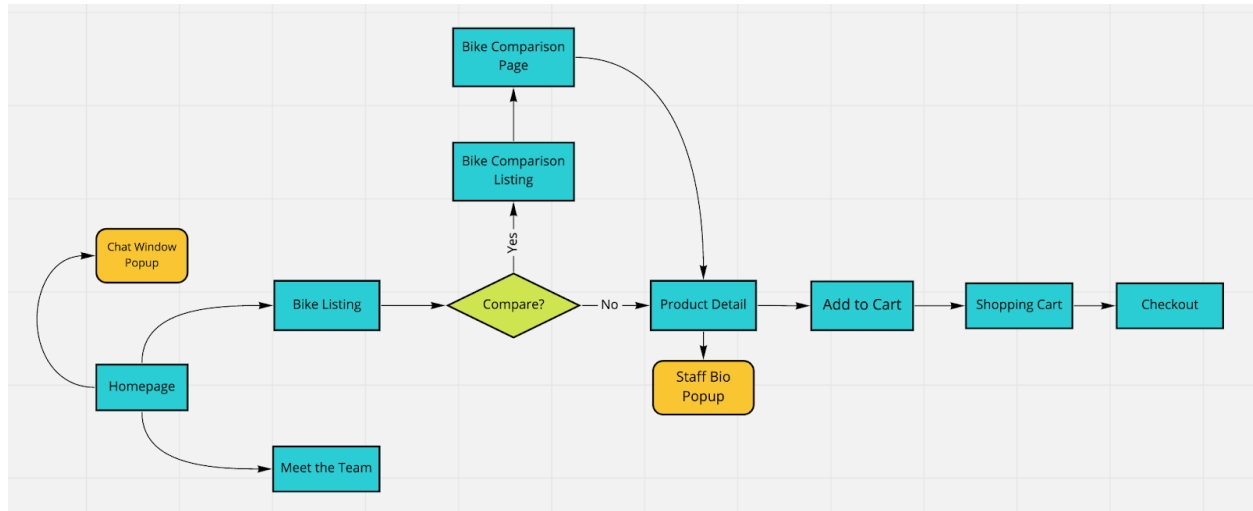 Bike Comparison
Page
Bike Comparison
Listing
Yes
Chat Window
Popup
Bike Listing
Compare?
No
Product Detail
Add to Cart
Shopping Cart
Checkout
Homepage
Staff Bio
Popup
Meet the Team